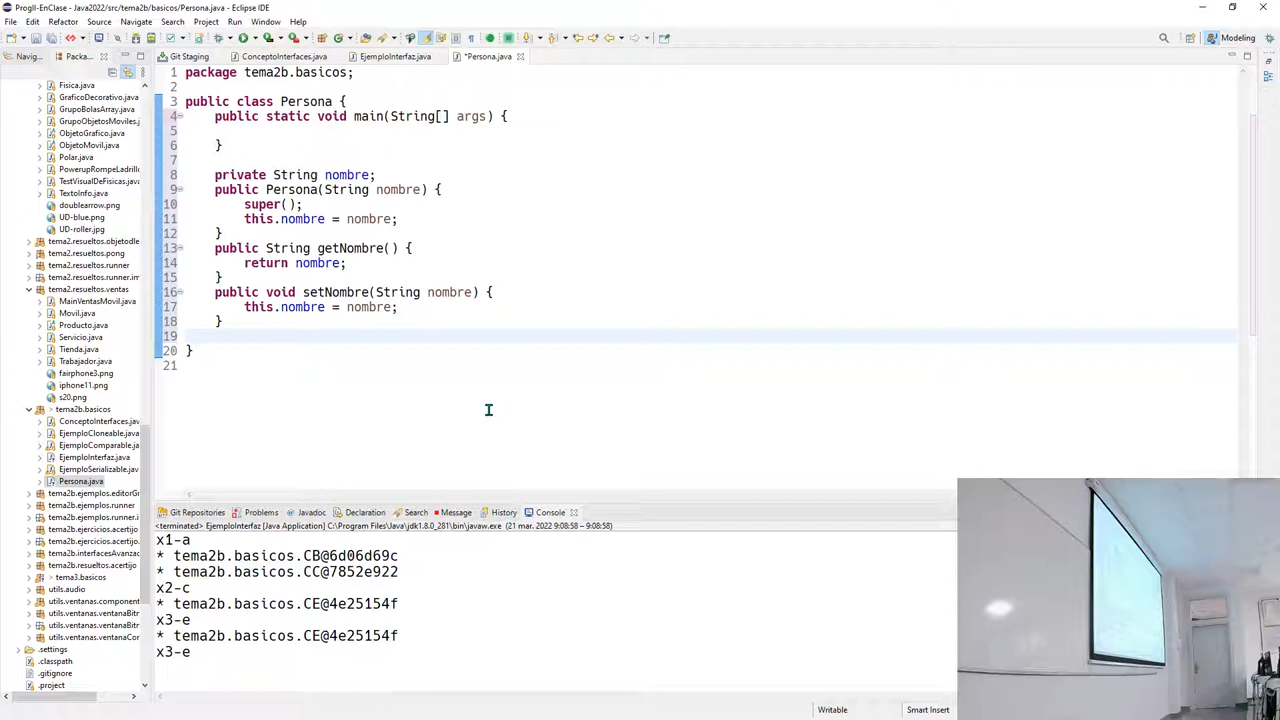 ProgII-EnClase - Java2022/src/tema2b/basicos/Persona.java - Eclipse IDE
File Edit Refactor Source Navigate Search Project Run Window Help
Modeling
Navig... Packa...
Git Staging ConceptoInterfaces.java EjemploInterfaz.java *Persona.java
Fisica.java
GraficoDecorativo.java
GrupoBolasArray.java
GrupoObjetosMoviles.j
ObjetoGrafico.java
ObjetoMovil.java
Polar.java
PowerupRompeLadrillo
TestVisualDeFisicas.java
TextoInfo.java
doublearrow.png
UD-blue.png
UD-roller.jpg
tema2.resueltos.objetodle
tema2.resueltos.pong
tema2.resueltos.runner
tema2.resueltos.runner.im
tema2.resueltos.ventas
MainVentasMovil.java
Movil.java
Producto.java
Servicio.java
Tienda.java
Trabajador.java
fairphone3.png
iphone11.png
s20.png
> tema2b.basicos
ConceptoInterfaces.java
EjemploCloneable.java
EjemploComparable.java
EjemploInterfaz.java
EjemploSerializable.java
Persona.java
tema2b.ejemplos.editorGr
tema2b.ejemplos.runner
tema2b.ejemplos.runner.i
tema2b.ejercicios.acertijo
tema2b.ejercicios.acertijo.
tema2b.interfacesAvanzad
tema2b.resueltos.acertijo
> tema3.basicos
utils.audio
utils.ventanas.component
utils.ventanas.ventanaBitr
utils.ventanas.ventanaBitr
utils.ventanas.ventanaCor
.settings
.classpath
.gitignore
.project
1 package tema2b.basicos;
2
3 public class Persona {
4 public static void main(String[] args) {
5
6 }
7
8 private String nombre;
9 public Persona(String nombre) {
10 super();
11 this.nombre = nombre;
12 }
13 public String getNombre() {
14 return nombre;
15 }
16 public void setNombre(String nombre) {
17 this.nombre = nombre;
18 }
19
20 }
21
Git Repositories Problems Javadoc Declaration Search Message History Console
<terminated> EjemploInterfaz [Java Application] C:\Program Files\Java\jdk1.8.0_281\bin\javaw.exe (21 mar. 2022 9:08:58 – 9:08:58)
x1-a
* tema2b.basicos.CB@6d06d69c
* tema2b.basicos.CC@7852e922
x2-c
* tema2b.basicos.CE@4e25154f
x3-e
* tema2b.basicos.CE@4e25154f
x3-e
Writable Smart Insert